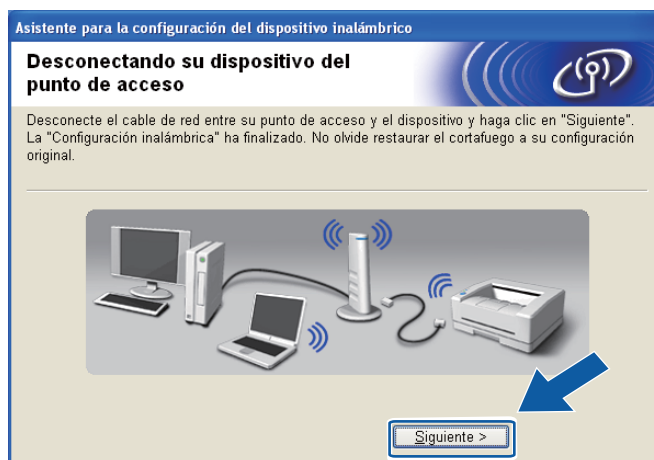 Asistente para la configuración del dispositivo inalámbrico
Desconectando su dispositivo del
punto de acceso
Desconecte el cable de red entre su punto de acceso y el dispositivo y haga clic en "Siguiente".
La "Configuración inalámbrica" ha finalizado. No olvide restaurar el cortafuego a su configuración
original.
Siguiente >